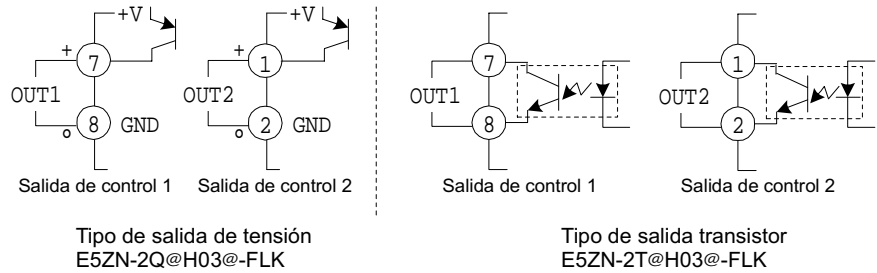 +V
+
7
OUT1
8
GND
o
Salida de control 1
+V
+
1
OUT2
2
GND
o
Salida de control 2
Tipo de salida de tensión
E5ZN-2Q@H03@-FLK
7
OUT1
8
Salida de control 1
1
OUT2
2
Salida de control 2
Tipo de salida transistor
E5ZN-2T@H03@-FLK